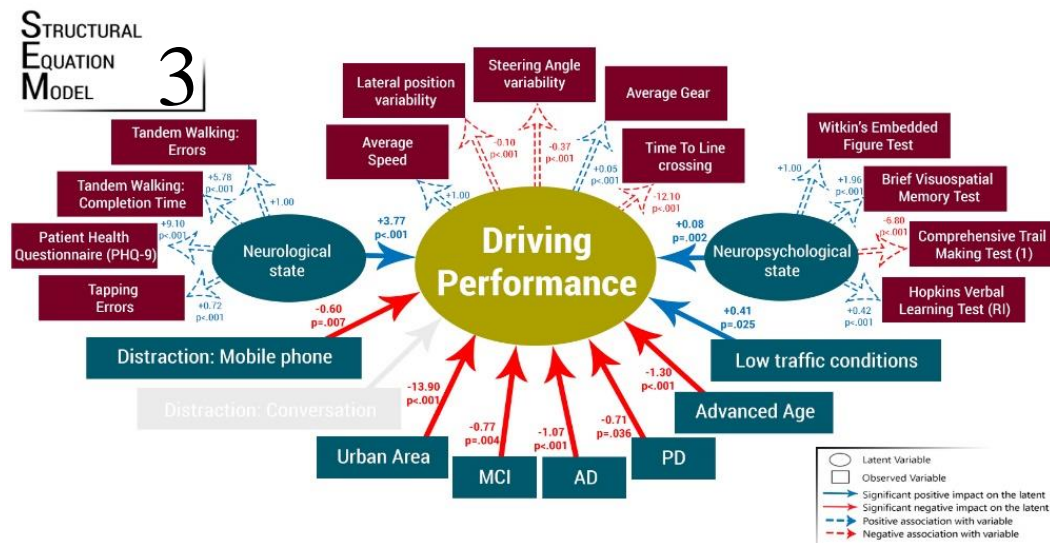 STRUCTURAL
EQUATION
MODEL
3
Lateral position
variability
Steering Angle
variability
Average Gear
Average
Speed
Time To Line
crossing
-0.10
p<.001
-0.37
p<.001
+0.05
p<.001
-12.10
p<.001
+1.00
Tandem Walking:
Errors
Tandem Walking:
Completion Time
Patient Health
Questionnaire (PHQ-9)
Tapping
Errors
+5.78
p<.001
+1.00
+9.10
p<.001
+0.72
p<.001
Neurological
state
+3.77
p<.001
Driving
Performance
+0.08
p=.002
Neuropsychological
state
Witkin's Embedded
Figure Test
Brief Visuospatial
Memory Test
Comprehensive Trail
Making Test (1)
Hopkins Verbal
Learning Test (RI)
+1.00
+1.96
p<.001
-6.80
p<.001
+0.42
p<.001
-0.60
p=.007
Distraction: Mobile phone
Distraction: Conversation
-13.90
p<.001
Urban Area
-0.77
p=.004
MCI
-1.07
p<.001
AD
-0.71
p=.036
PD
-1.30
p<.001
Advanced Age
+0.41
p=.025
Low traffic conditions
Latent Variable
Observed Variable
Significant positive impact on the latent
Significant negative impact on the latent
Positive association with variable
Negative association with variable